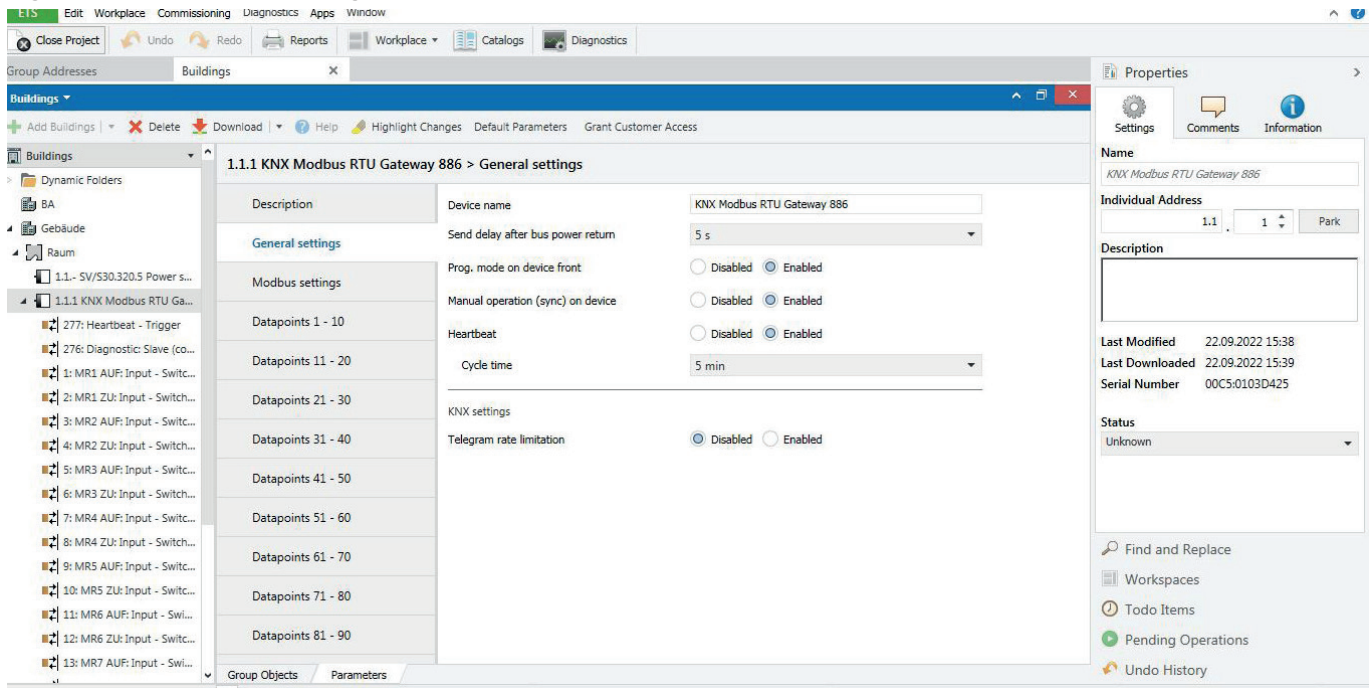 ETS Edit Workplace Commissioning Diagnostics Apps Window
Close Project Undo Redo Reports Workplace Catalogs Diagnostics
Group Addresses Buildings
Buildings
Add Buildings Delete Download Help Highlight Changes Default Parameters Grant Customer Access
Buildings
Dynamic Folders
BA
Gebäude
Raum
1.1.- SV/S30.320.5 Power s...
1.1.1 KNX Modbus RTU Ga...
277: Heartbeat - Trigger
276: Diagnostic: Slave (co...
1: MR1 AUF: Input - Switc...
2: MR1 ZU: Input - Switch...
3: MR2 AUF: Input - Switc...
4: MR2 ZU: Input - Switch...
5: MR3 AUF: Input - Switc...
6: MR3 ZU: Input - Switch...
7: MR4 AUF: Input - Switc...
8: MR4 ZU: Input - Switch...
9: MR5 AUF: Input - Switc...
10: MR5 ZU: Input - Switc...
11: MR6 AUF: Input - Swi...
12: MR6 ZU: Input - Switc...
13: MR7 AUF: Input - Swi...
1.1.1 KNX Modbus RTU Gateway 886 > General settings
Description
General settings
Modbus settings
Datapoints 1 - 10
Datapoints 11 - 20
Datapoints 21 - 30
Datapoints 31 - 40
Datapoints 41 - 50
Datapoints 51 - 60
Datapoints 61 - 70
Datapoints 71 - 80
Datapoints 81 - 90
Device name KNX Modbus RTU Gateway 886
Send delay after bus power return 5 s
Prog. mode on device front Disabled Enabled
Manual operation (sync) on device Disabled Enabled
Heartbeat Disabled Enabled
Cycle time 5 min
KNX settings
Telegram rate limitation Disabled Enabled
Group Objects Parameters
Properties
Settings Comments Information
Name
KNX Modbus RTU Gateway 886
Individual Address
1.1 . 1 Park
Description
Last Modified 22.09.2022 15:38
Last Downloaded 22.09.2022 15:39
Serial Number 00C5:0103D425
Status
Unknown
Find and Replace
Workspaces
Todo Items
Pending Operations
Undo History